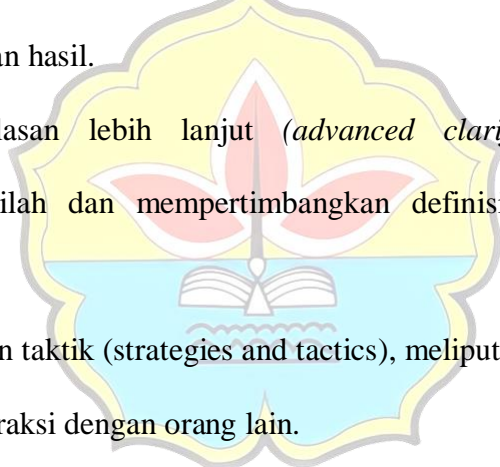 an hasil.
lasan lebih lanjut (advanced clari
ilah dan mempertimbangkan definisi
n taktik (strategies and tactics), meliput
raksi dengan orang lain.